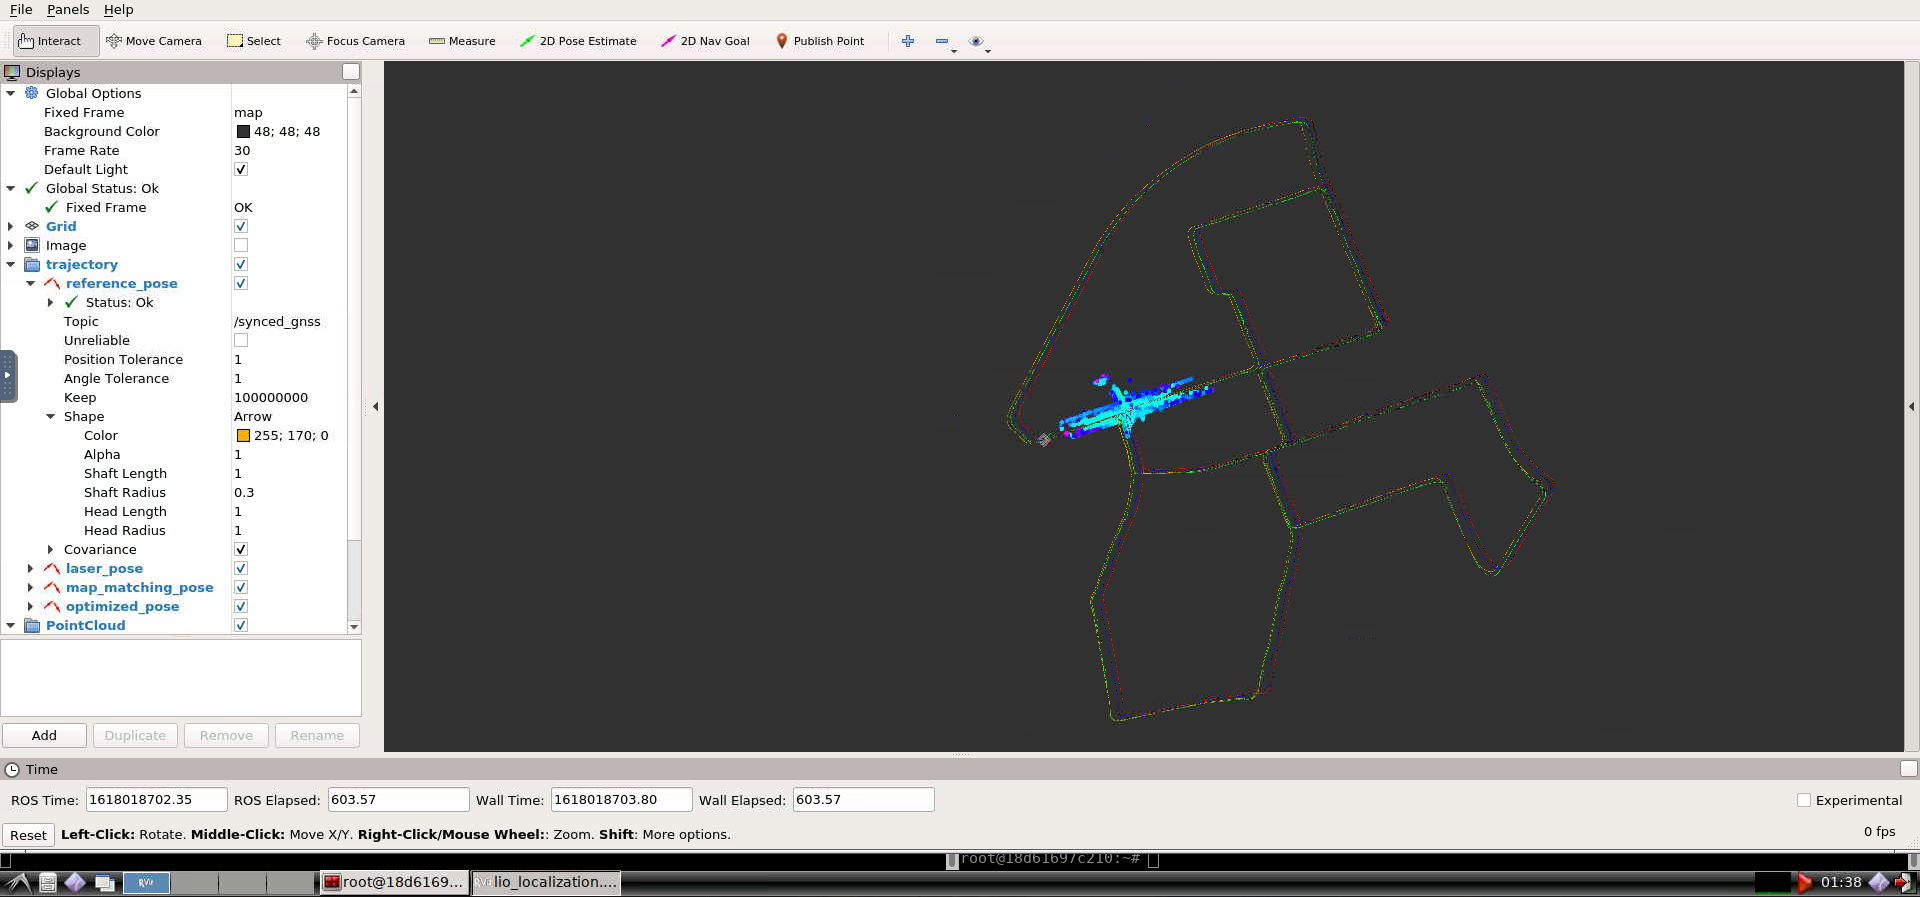 File Panels Help
Interact Move Camera Select Focus Camera Measure 2D Pose Estimate 2D Nav Goal Publish Point
Displays
Global Options
Fixed Frame map
Background Color 48; 48; 48
Frame Rate 30
Default Light
Global Status: Ok
Fixed Frame OK
Grid
Image
trajectory
reference_pose
Status: Ok
Topic /synced_gnss
Unreliable
Position Tolerance 1
Angle Tolerance 1
Keep 100000000
Shape Arrow
Color 255; 170; 0
Alpha 1
Shaft Length 1
Shaft Radius 0.3
Head Length 1
Head Radius 1
Covariance
laser_pose
map_matching_pose
optimized_pose
PointCloud
Add Duplicate Remove Rename
Time
ROS Time: 1618018702.35 ROS Elapsed: 603.57 Wall Time: 1618018703.80 Wall Elapsed: 603.57 Experimental
Reset Left-Click: Rotate. Middle-Click: Move X/Y. Right-Click/Mouse Wheel:: Zoom. Shift: More options. 0 fps
root@18d61697c210:~#
RViz root@18d6169... lio_localization.... 01:38